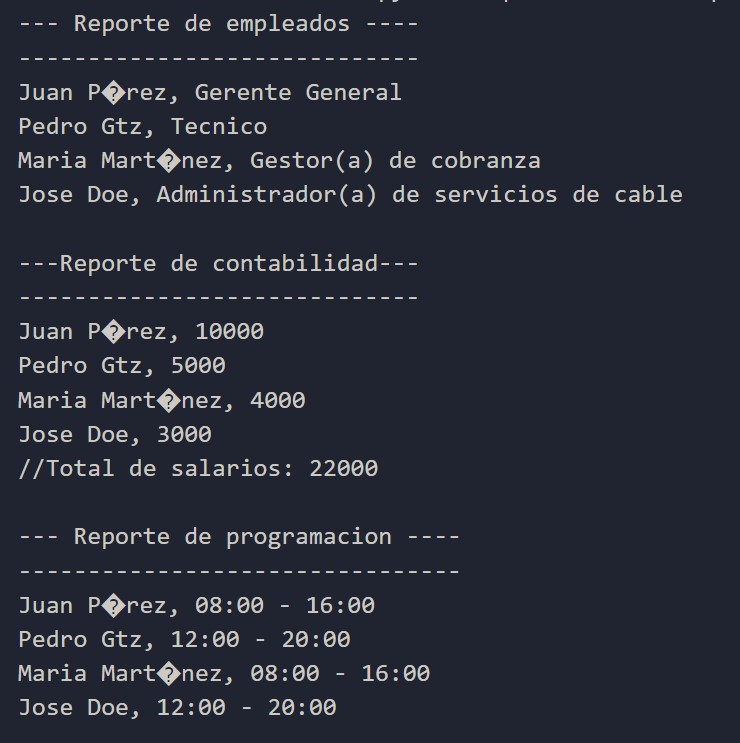 --- Reporte de empleados ----
-----------------------------
Juan P�rez, Gerente General
Pedro Gtz, Tecnico
Maria Mart�nez, Gestor(a) de cobranza
Jose Doe, Administrador(a) de servicios de cable
---Reporte de contabilidad---
-----------------------------
Juan P�rez, 10000
Pedro Gtz, 5000
Maria Mart�nez, 4000
Jose Doe, 3000
//Total de salarios: 22000
--- Reporte de programacion ----
--------------------------------
Juan P�rez, 08:00 - 16:00
Pedro Gtz, 12:00 - 20:00
Maria Mart�nez, 08:00 - 16:00
Jose Doe, 12:00 - 20:00